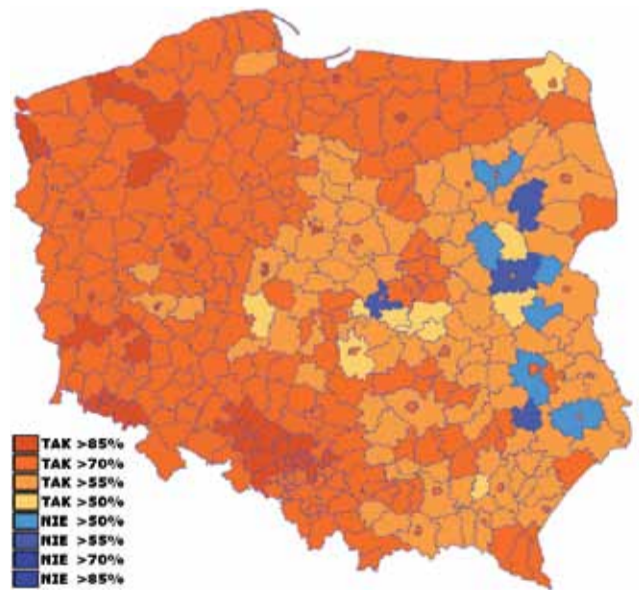 TAK >85%
TAK >70%
TAK >55%
TAK >50%
NIE >50%
NIE >55%
NIE >70%
NIE >85%